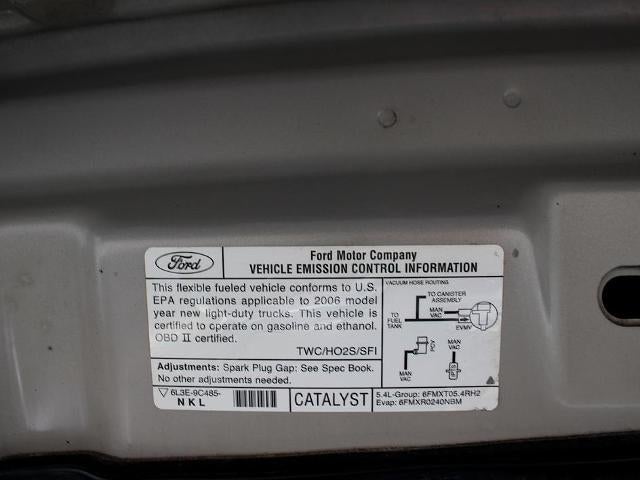 Ford
Ford Motor Company
VEHICLE EMISSION CONTROL INFORMATION
This flexible fueled vehicle conforms to U.S.
EPA regulations applicable to 2006 model
year new light-duty trucks. This vehicle is
certified to operate on gasoline and ethanol.
OBD II certified.
TWC/HO2S/SFI
Adjustments: Spark Plug Gap: See Spec Book.
No other adjustments needed.
VACUUM HOSE ROUTING
TO CANISTER
ASSEMBLY
TO
FUEL
TANK
MAN
VAC
EVMV
PCV
MAN
VAC
MAN
VAC
6L3E-9C485-
NKL
CATALYST
5.4L-Group: 6FMXT05.4RH2
Evap: 6FMXR0240NBM